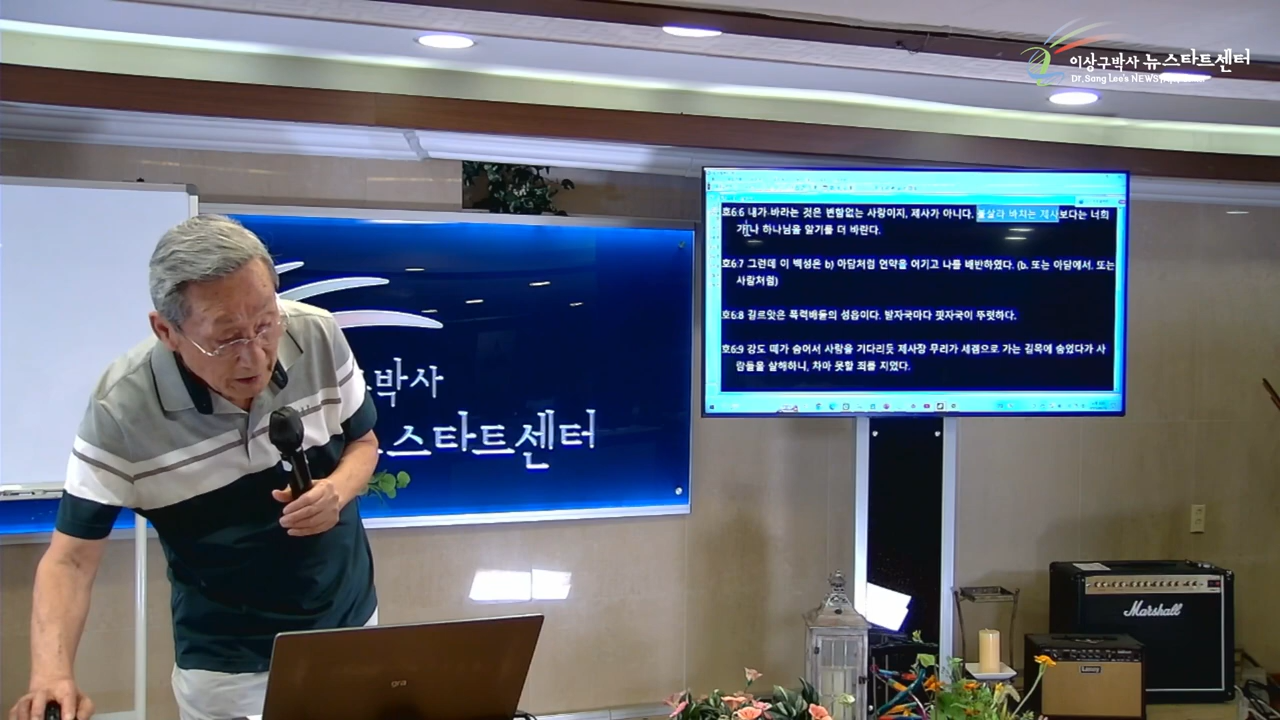 이상구박사 뉴스타트센터
Dr.Sang Lee's NEWSTART
호6:6 내가 바라는 것은 변함없는 사랑이지, 제사가 아니다. 불살라 바치는 제사보다는 너희
가 나 하나님을 알기를 더 바란다.
호6:7 그런데 이 백성은 b) 아담처럼 언약을 어기고 나를 배반하였다. (b. 또는 아담에서, 또는
사람처럼)
호6:8 길르앗은 폭력배들의 성읍이다. 발자국마다 핏자국이 뚜렷하다.
호6:9 강도 떼가 숨어서 사람을 기다리듯 제사장 무리가 세겜으로 가는 길목에 숨었다가 사
람들을 살해하니, 차마 못할 죄를 지었다.
박사
스타트센터
gra
Marshall
Laney